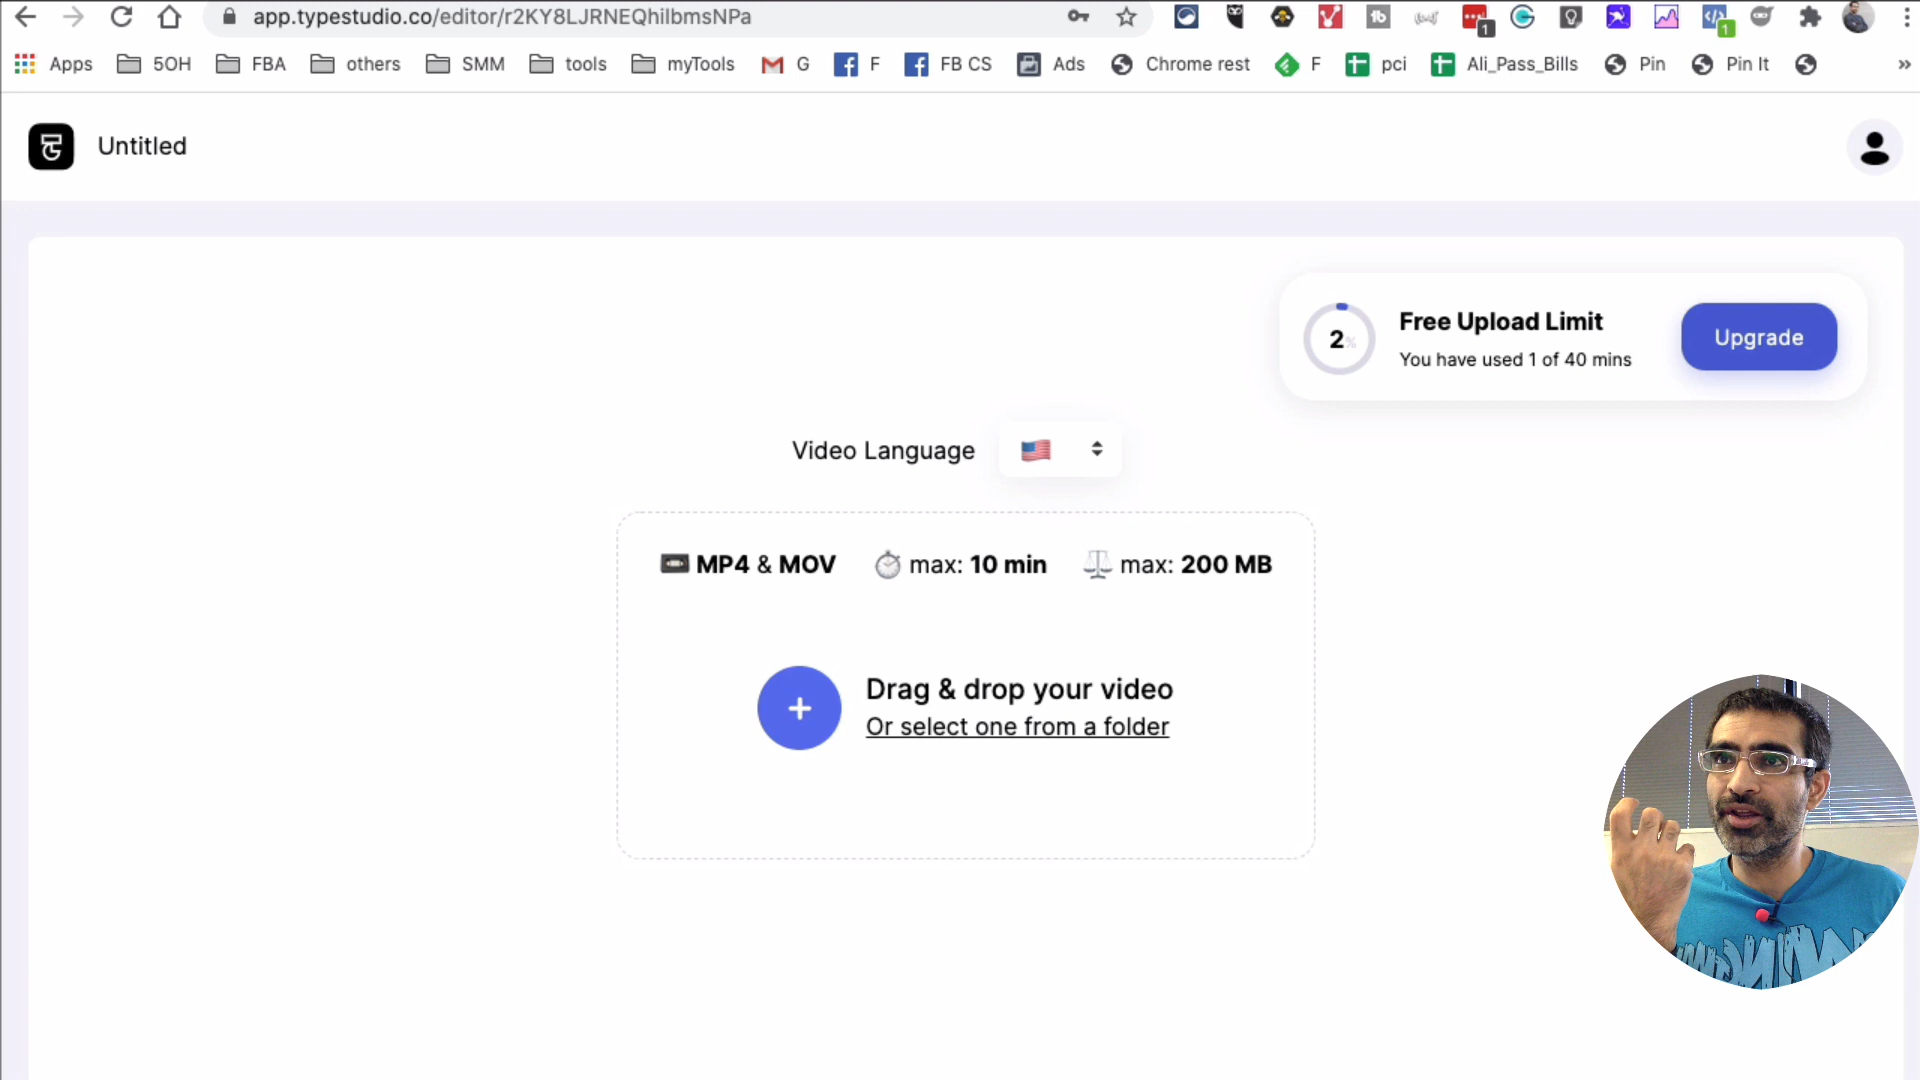 app.typestudio.co/editor/r2KY8LJRNEQhilbmsNPa
Apps 5OH FBA others SMM tools myTools G F FB CS Ads Chrome rest F pci Ali_Pass_Bills Pin Pin It »
Untitled
2%
Free Upload Limit
You have used 1 of 40 mins
Upgrade
Video Language
MP4 & MOV max: 10 min max: 200 MB
Drag & drop your video
Or select one from a folder